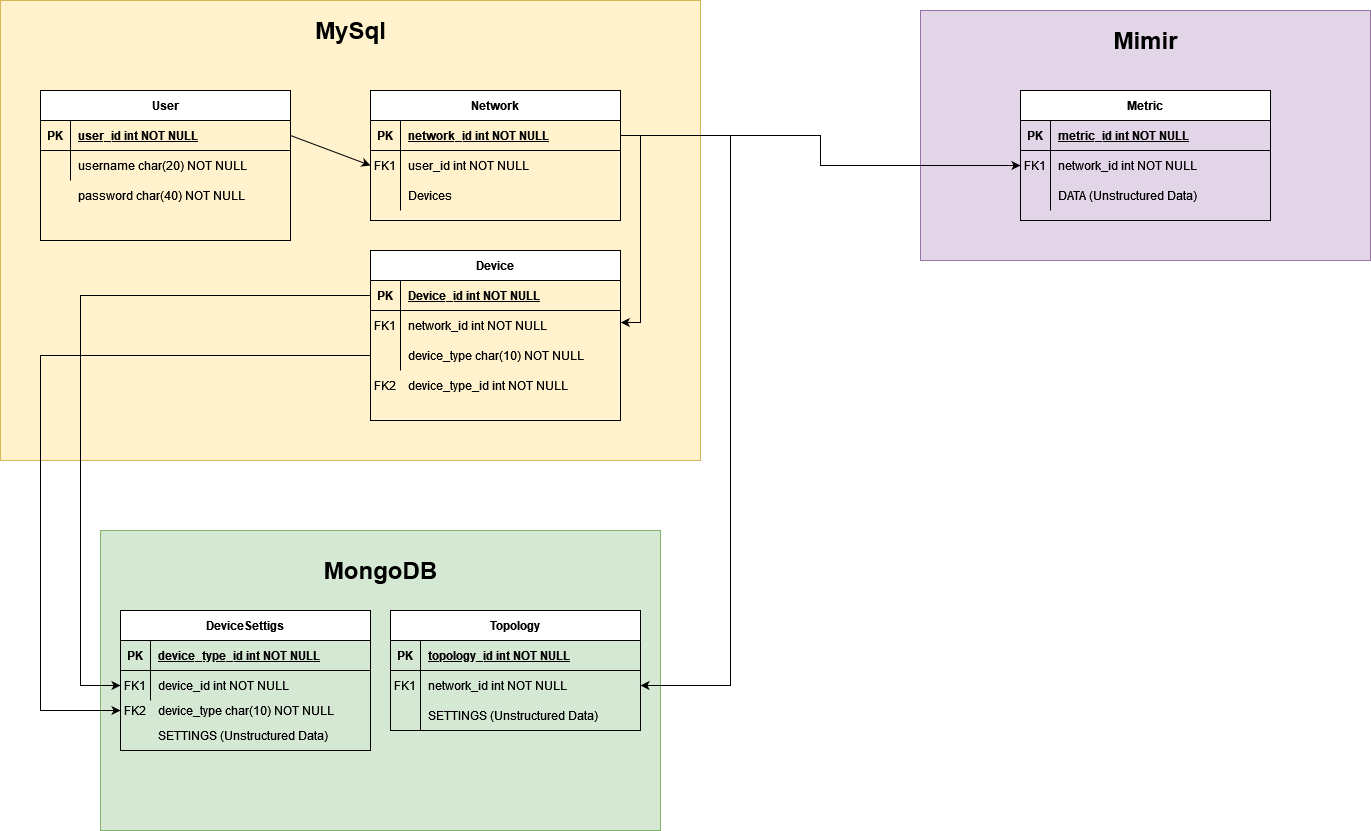 MySql
User
PK user_id int NOT NULL
username char(20) NOT NULL
password char(40) NOT NULL
Network
PK network_id int NOT NULL
FK1 user_id int NOT NULL
Devices
Device
PK Device_id int NOT NULL
FK1 network_id int NOT NULL
device_type char(10) NOT NULL
FK2 device_type_id int NOT NULL
Mimir
Metric
PK metric_id int NOT NULL
FK1 network_id int NOT NULL
DATA (Unstructured Data)
MongoDB
DeviceSettigs
PK device_type_id int NOT NULL
FK1 device_id int NOT NULL
FK2 device_type char(10) NOT NULL
SETTINGS (Unstructured Data)
Topology
PK topology_id int NOT NULL
FK1 network_id int NOT NULL
SETTINGS (Unstructured Data)